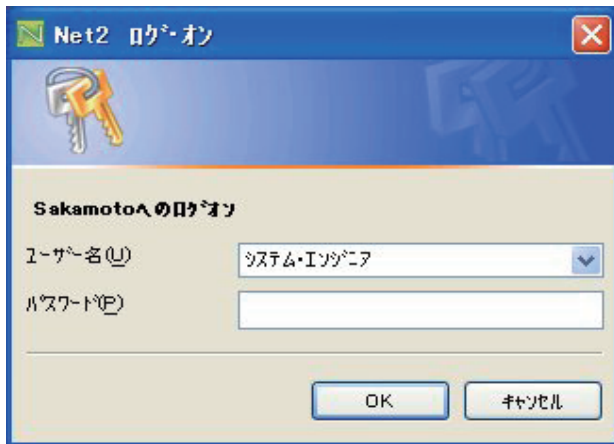 Net2 ﾛｸﾞ･ｵﾝ
Sakamotoへのﾛｸﾞｵﾝ
ﾕｰｻﾞｰ名(U)
ｼｽﾃﾑ･ｴﾝｼﾞﾆｱ
ﾊﾟｽﾜｰﾄﾞ(P)
OK
ｷｬﾝｾﾙ